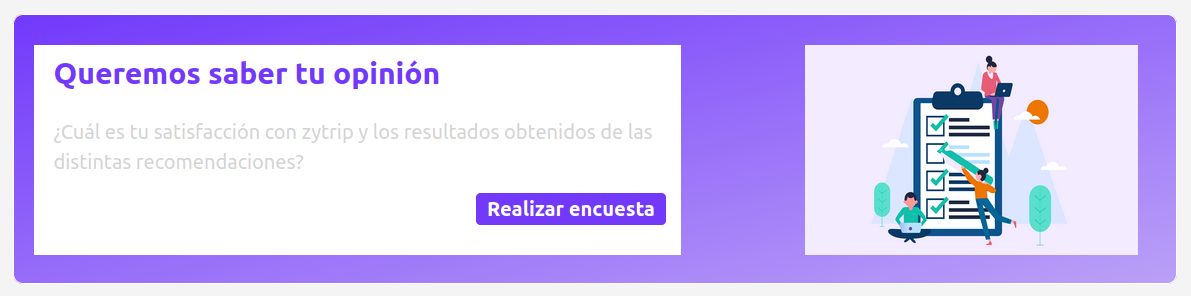 Queremos saber tu opinión
¿Cuál es tu satisfacción con zytrip y los resultados obtenidos de las
distintas recomendaciones?
Realizar encuesta